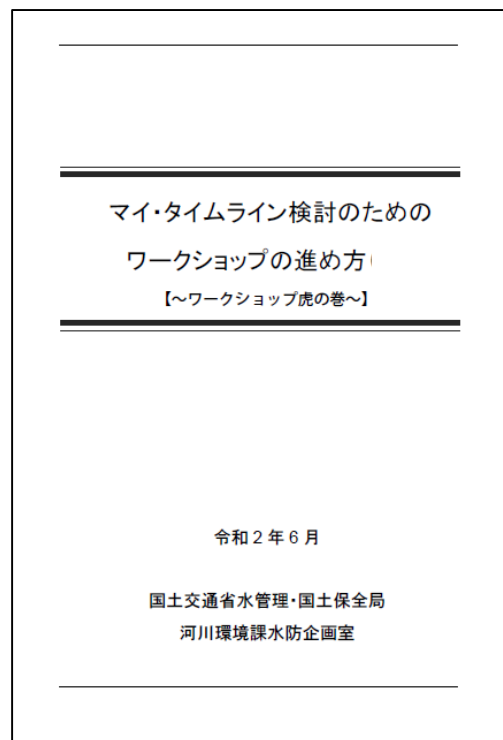 マイ・タイムライン検討のための
ワークショップの進め方
【～ワークショップ虎の巻～】
令和２年６月
国土交通省水管理・国土保全局
河川環境課水防企画室